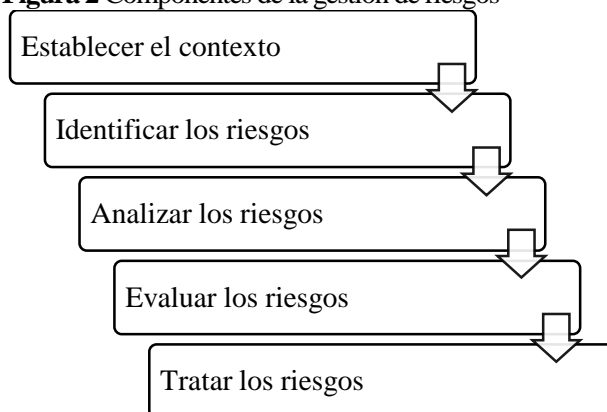 Figura 2 Componentes de la gestión de riesgos
Establecer el contexto
Identificar los riesgos
Analizar los riesgos
Evaluar los riesgos
Tratar los riesgos